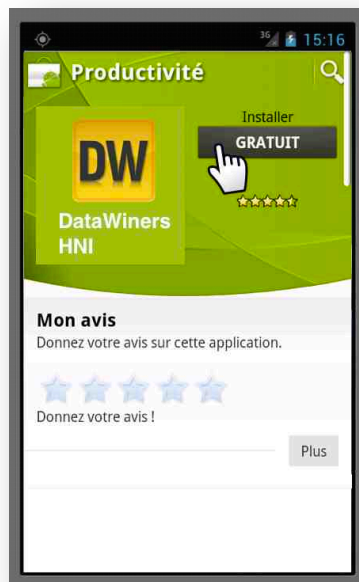 36 15:16
Productivité
Installer
GRATUIT
DW
DataWiners
HNI
Mon avis
Donnez votre avis sur cette application.
Donnez votre avis !
Plus